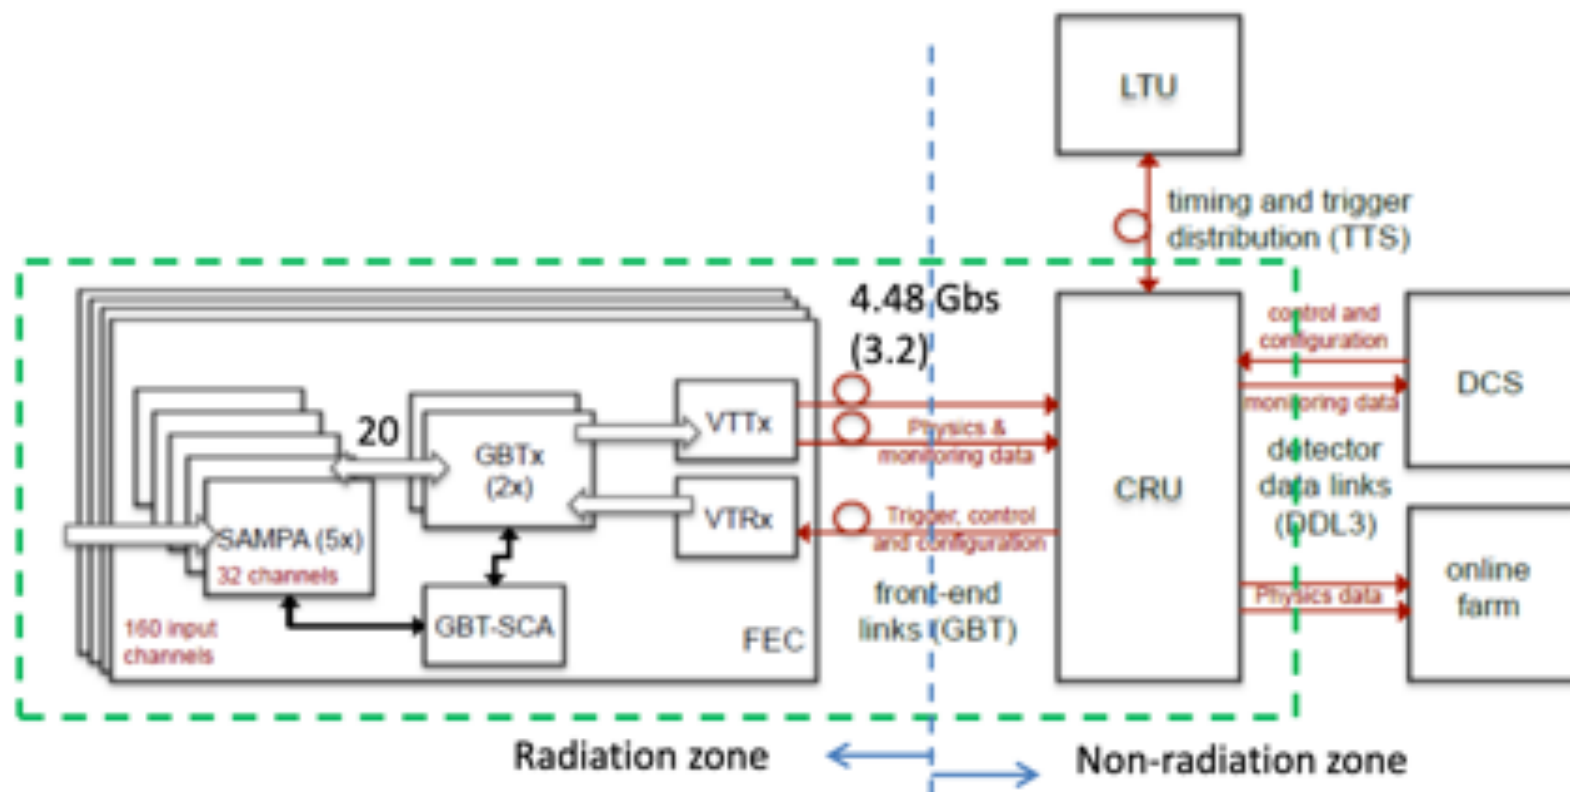 LTU
timing and trigger
distribution (TTS)
4.48 Gbs
(3.2)
control and
configuration
DCS
monitoring data
VTTx
20
GBTx
(2x)
Physics &
monitoring data
detector
data links
(DDL3)
CRU
VTRx
Trigger, control
and configuration
SAMPA (5x)
32 channels
online
farm
Physics data
front-end
links (GBT)
GBT-SCA
160 input
channels
FEC
Radiation zone
Non-radiation zone